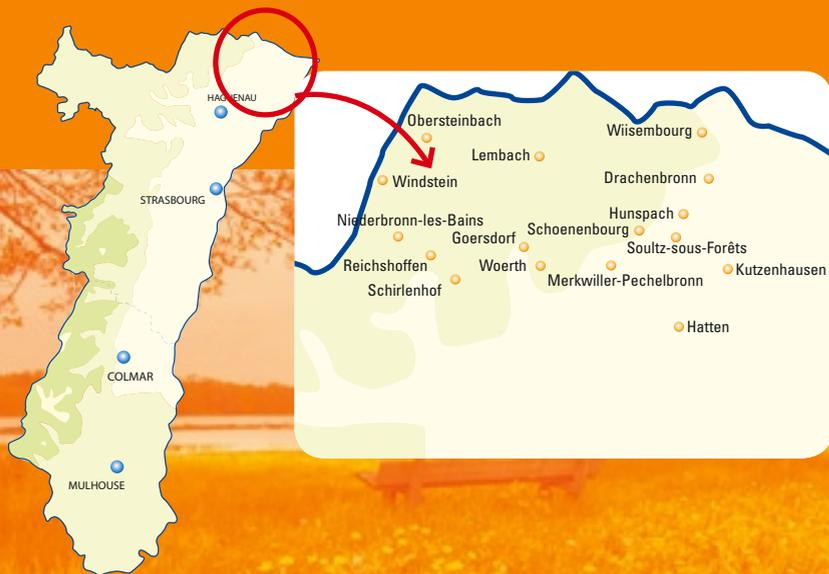 HAGUENAU
STRASBOURG
COLMAR
MULHOUSE
Obersteinbach
Wiisembourg
Lembach
Windstein
Drachenbronn
Niederbronn-les-Bains
Hunspach
Goersdorf
Schoenenbourg
Soultz-sous-Forêts
Reichshoffen
Woerth
Kutzenhausen
Merkwiller-Pechelbronn
Schirlenhof
Hatten